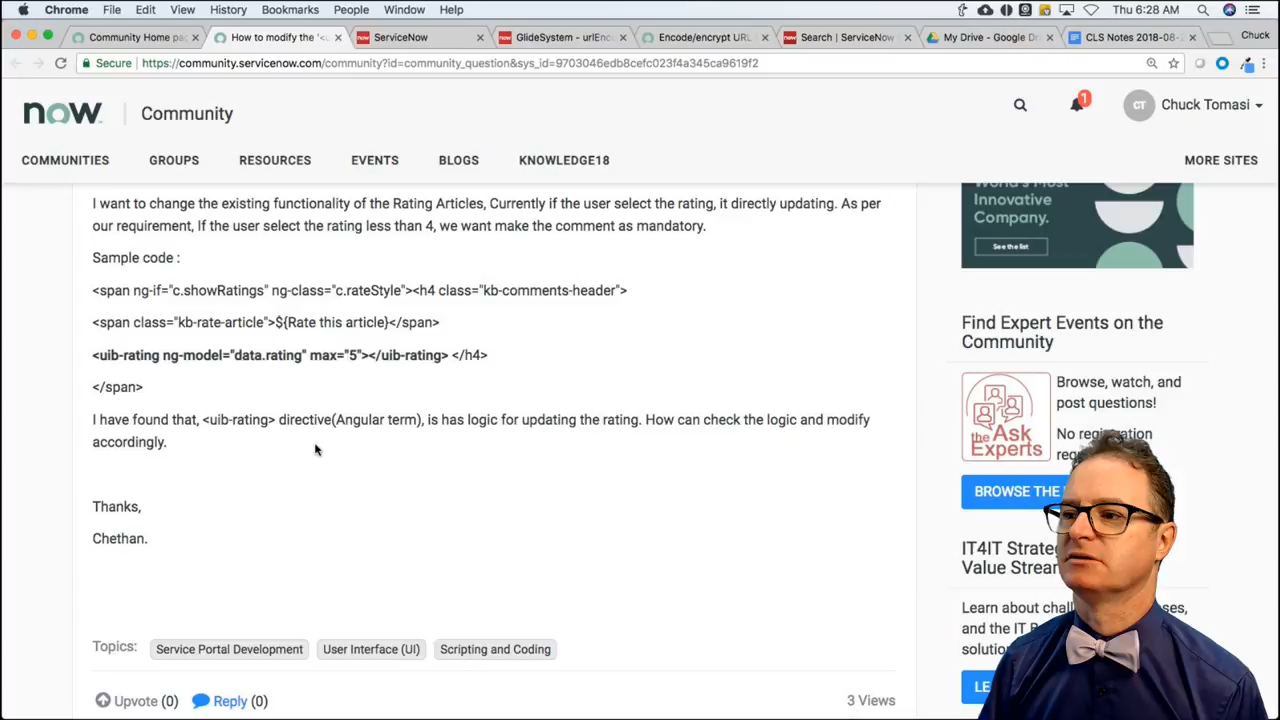 Chrome File Edit View History Bookmarks People Window Help Thu 6:28 AM
Community Home pa × How to modify the '<u × ServiceNow × GlideSystem - urlEnc × Encode/encrypt URL × Search | ServiceNow × My Drive - Google D × CLS Notes 2018-08-2 × Chuck
Secure https://community.servicenow.com/community?id=community_question&sys_id=9703046edb8cefc023f4a345ca9619f2
now Community
1 CT Chuck Tomasi
COMMUNITIES GROUPS RESOURCES EVENTS BLOGS KNOWLEDGE18 MORE SITES
I want to change the existing functionality of the Rating Articles, Currently if the user select the rating, it directly updating. As per
our requirement, If the user select the rating less than 4, we want make the comment as mandatory.
Sample code :
<span ng-if="c.showRatings" ng-class="c.rateStyle"><h4 class="kb-comments-header">
<span class="kb-rate-article">${Rate this article}</span>
<uib-rating ng-model="data.rating" max="5"></uib-rating> </h4>
</span>
I have found that, <uib-rating> directive(Angular term), is has logic for updating the rating. How can check the logic and modify
accordingly.
Thanks,
Chethan.
Topics: Service Portal Development User Interface (UI) Scripting and Coding
Upvote (0) Reply (0) 3 Views
World's Most
Innovative
Company.
See the list
Find Expert Events on the
Community
the Ask
Experts
Browse, watch, and
post questions!
No registration
BROWSE THE
IT4IT
Value
Learn about
and the IT